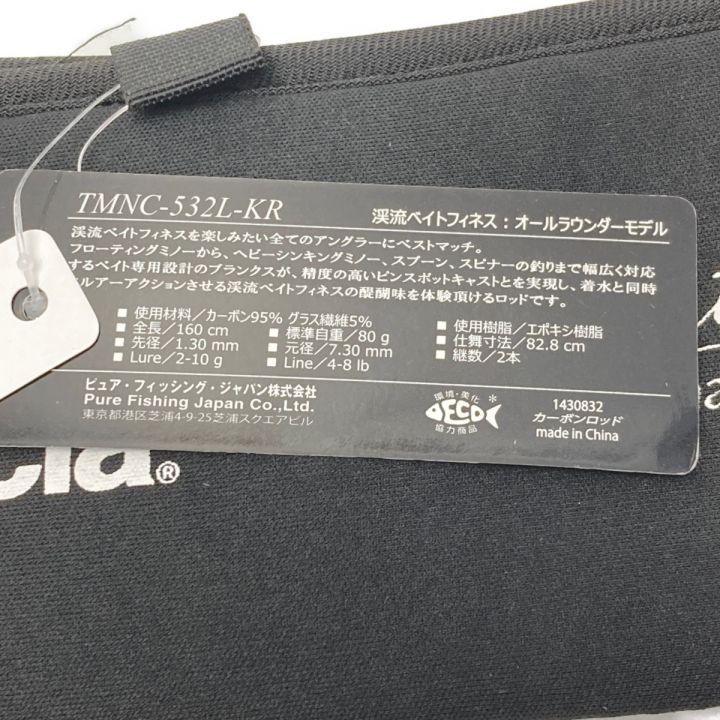 TMNC-532L-KR 渓流ベイトフィネス：オールラウンダーモデル
渓流ベイトフィネスを楽しみたい全てのアングラーにベストマッチ。
フローティングミノーから、ヘビーシンキングミノー、スプーン、スピナーの釣りまで幅広く対応
するベイト専用設計のブランクスが、精度の高いピンスポットキャストとを実現し、着水と同時
ルアーアクションさせる渓流ベイトフィネスの醍醐味を体験頂けるロッドです。
■ 使用材料／カーボン95% グラス繊維5% ■ 使用樹脂／エポキシ樹脂
■ 全長／160 cm ■ 標準自重／80 g ■ 仕舞寸法／82.8 cm
■ 先径／1.30 mm ■ 元径／7.30 mm ■ 継数／2本
■ Lure／2-10 g ■ Line／4-8 lb
ピュア・フィッシング・ジャパン株式会社
Pure Fishing Japan Co.,Ltd.
東京都港区芝浦4-9-25芝浦スクエアビル
環境・美化
ECO
協力商品
1430832
カーボンロッド
made in China
cia®